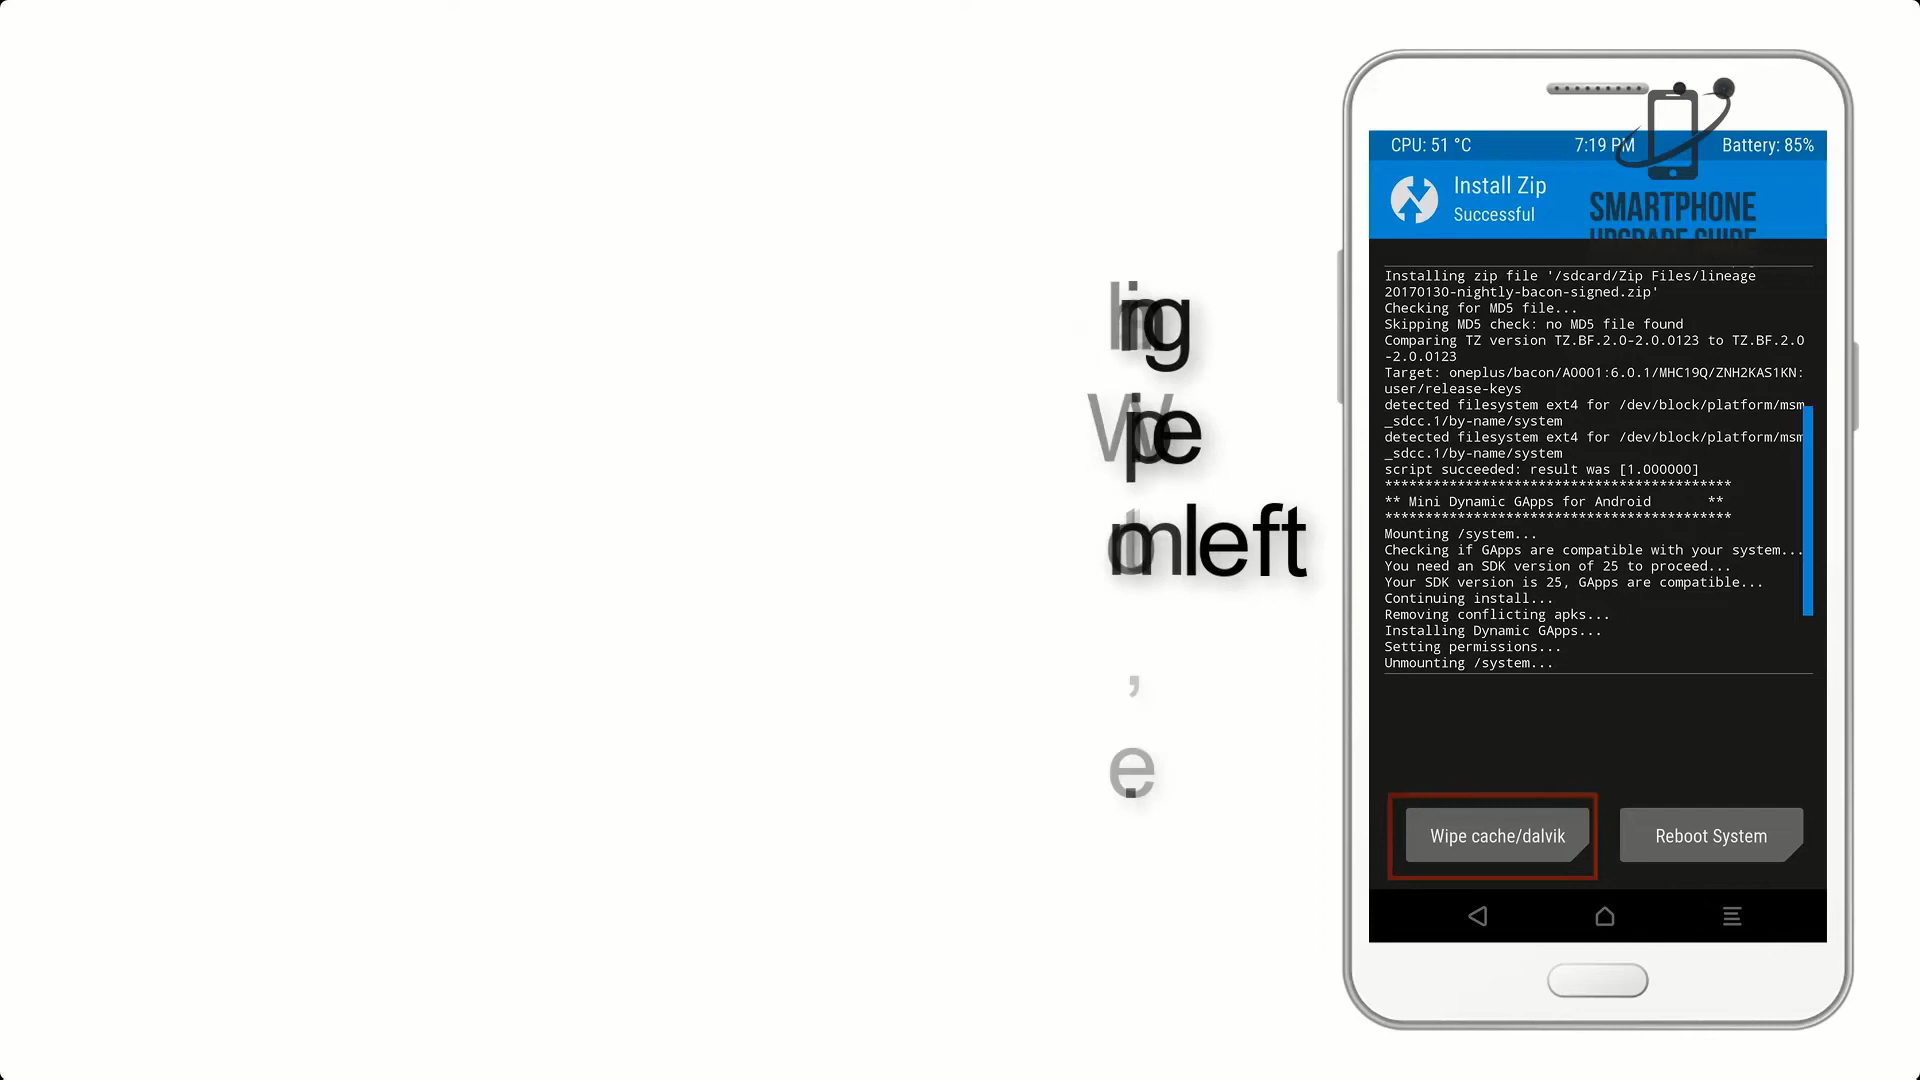 CPU: 51 °C 7:19 PM Battery: 85%
Install Zip
Successful
SMARTPHONE
UPGRADE GUIDE
Installing zip file '/sdcard/Zip Files/lineage
20170130-nightly-bacon-signed.zip'
Checking for MD5 file...
Skipping MD5 check: no MD5 file found
Comparing TZ version TZ.BF.2.0-2.0.0123 to TZ.BF.2.0
-2.0.0123
Target: oneplus/bacon/A0001:6.0.1/MHC19Q/ZNH2KAS1KN:
user/release-keys
detected filesystem ext4 for /dev/block/platform/msm
_sdcc.1/by-name/system
detected filesystem ext4 for /dev/block/platform/msm
_sdcc.1/by-name/system
script succeeded: result was [1.000000]
*******************************************
** Mini Dynamic GApps for Android       **
*******************************************
Mounting /system...
Checking if GApps are compatible with your system...
You need an SDK version of 25 to proceed...
Your SDK version is 25, GApps are compatible...
Continuing install...
Removing conflicting apks...
Installing Dynamic GApps...
Setting permissions...
Unmounting /system...
Wipe cache/dalvik Reboot System
left